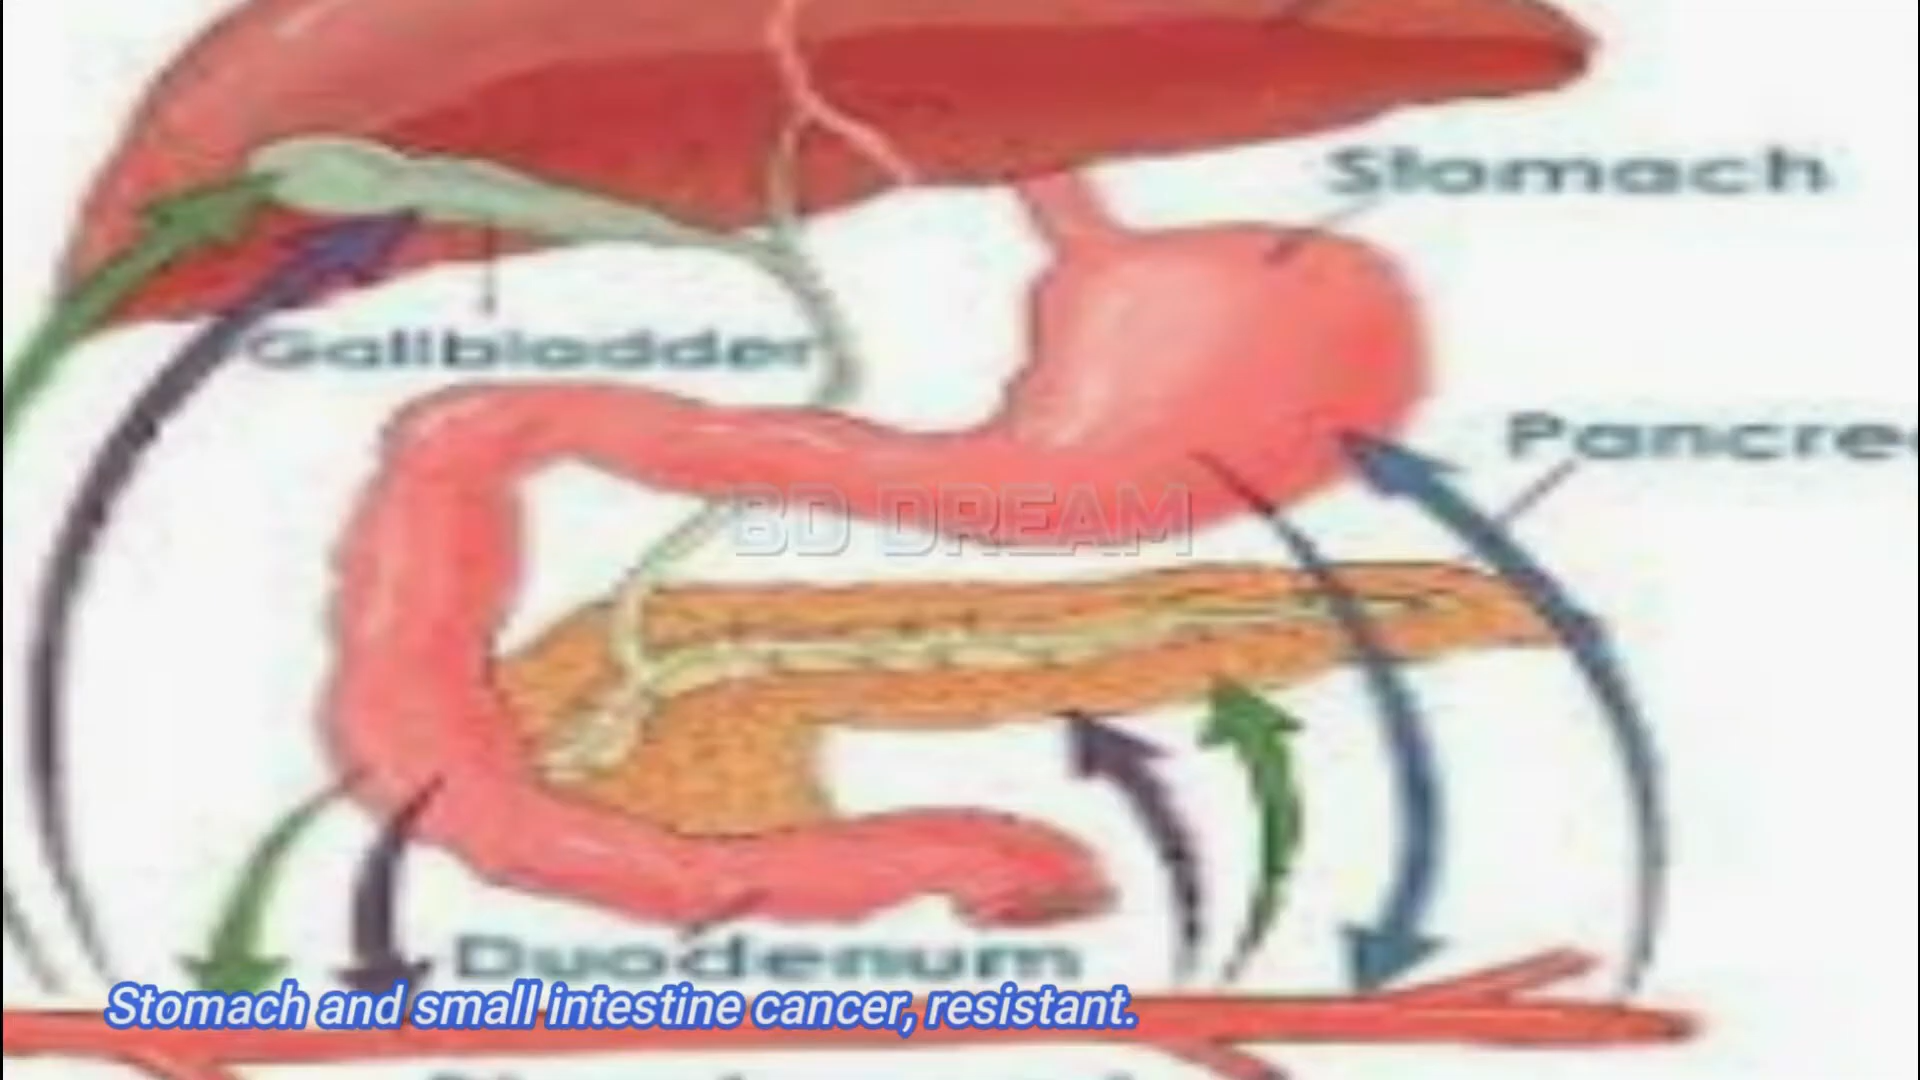 Stomach
Gallbladder
Pancre
BD DREAM
Duodenum
Stomach and small intestine cancer, resistant.